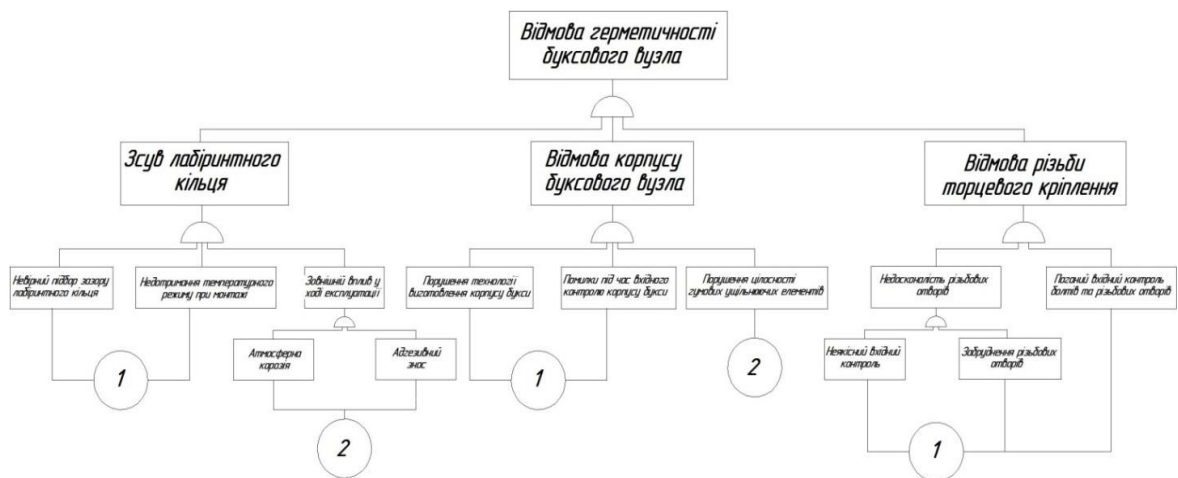 Відмова герметичності
буксового вузла
Зсув лабіринтного
кільця
Відмова корпусу
буксового вузла
Відмова різьби
торцевого кріплення
Невірний підбор зазору
лабіринтного кільця
Недотримання температурного
режиму при монтажі
Зовнішній вплив у
ході експлуатації
Порушення технології
виготовлення корпусу букси
Помилки під час вхідного
контролю корпусу букси
Порушення цілосності
гумових ущільнюючих елементів
Недосконалість різьбових
отворів
Поганий вхідний контроль
болтів та різьбових отворів
Атмосферна
корозія
Адгезивний
знос
Неякісний вхідний
контроль
Забруднення різьбових
отворів
1
2
1
2
1